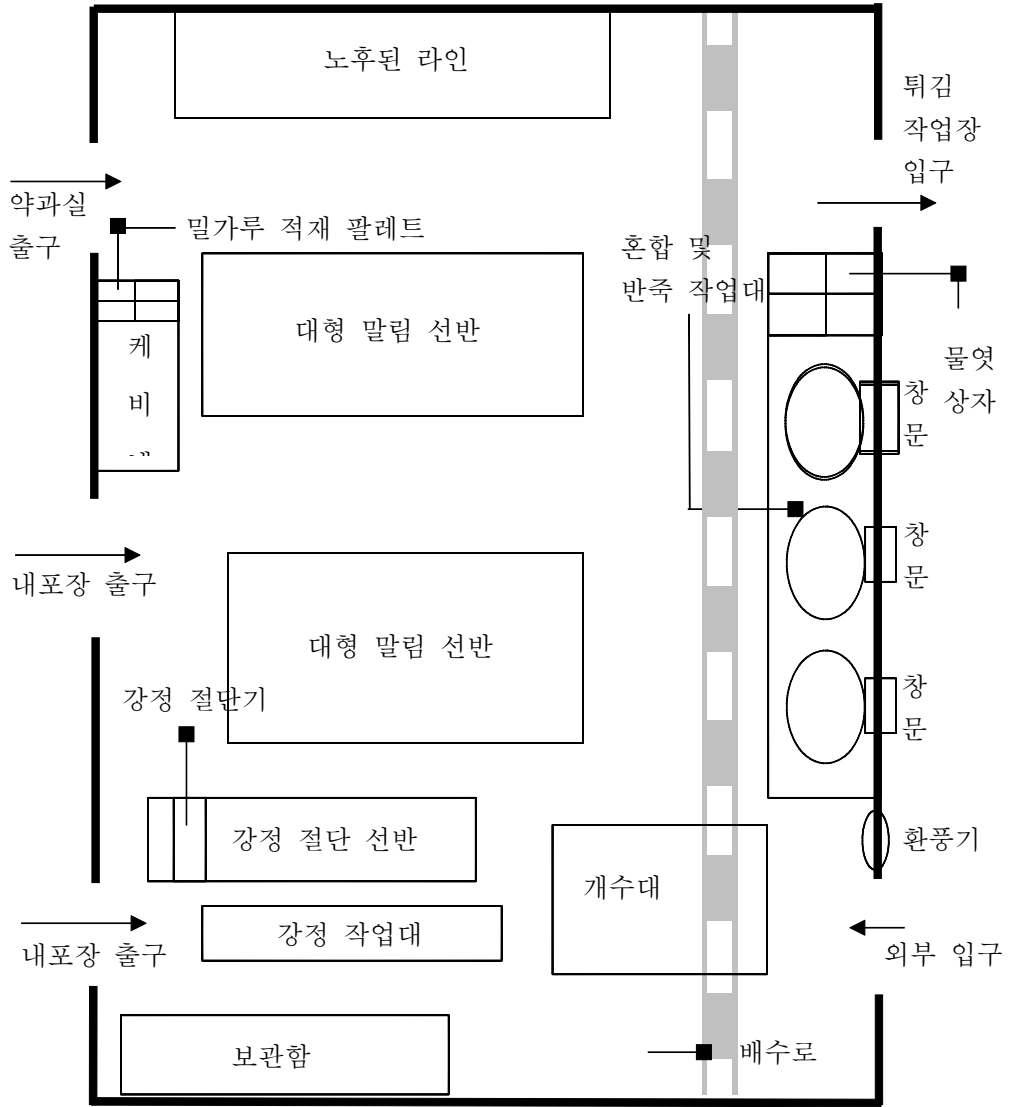 노후된 라인
튀김
작업장
입구
약과실
출구
밀가루 적재 팔레트
혼합 및
반죽 작업대
대형 말림 선반
케
비
물엿
상자
창
문
창
문
내포장 출구
대형 말림 선반
강정 절단기
창
문
강정 절단 선반
환풍기
개수대
강정 작업대
내포장 출구
외부 입구
보관함
배수로